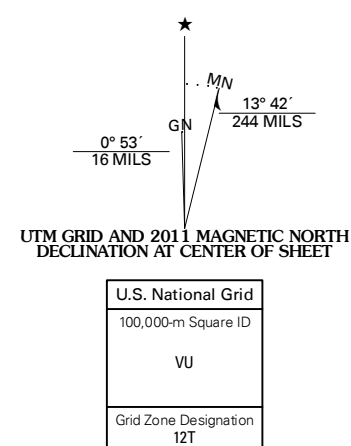 ★
MN
GN
13° 42´
244 MILS
0° 53´
16 MILS
UTM GRID AND 2011 MAGNETIC NORTH
DECLINATION AT CENTER OF SHEET
U.S. National Grid
100,000-m Square ID
VU
Grid Zone Designation
12T